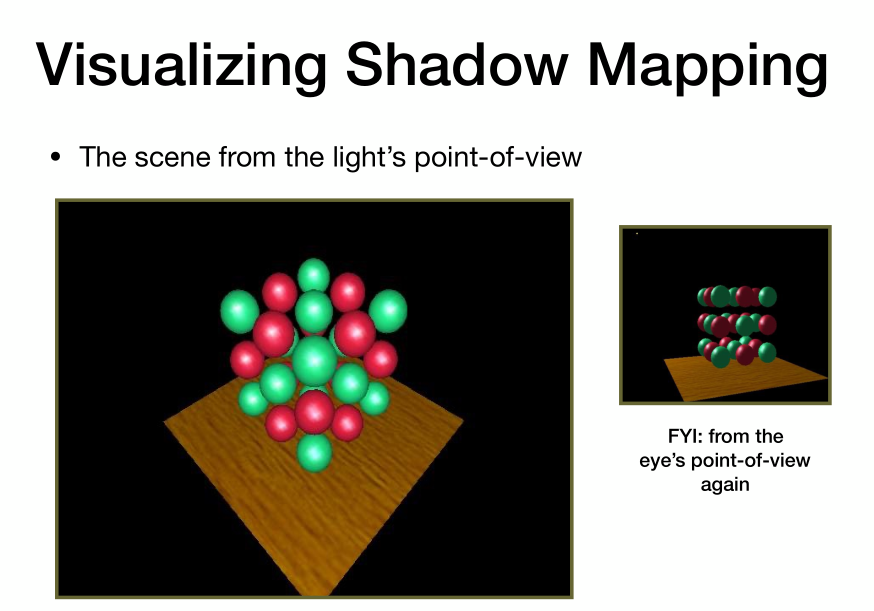 Visualizing Shadow Mapping
• The scene from the light’s point-of-view
FYI: from the
eye’s point-of-view
again